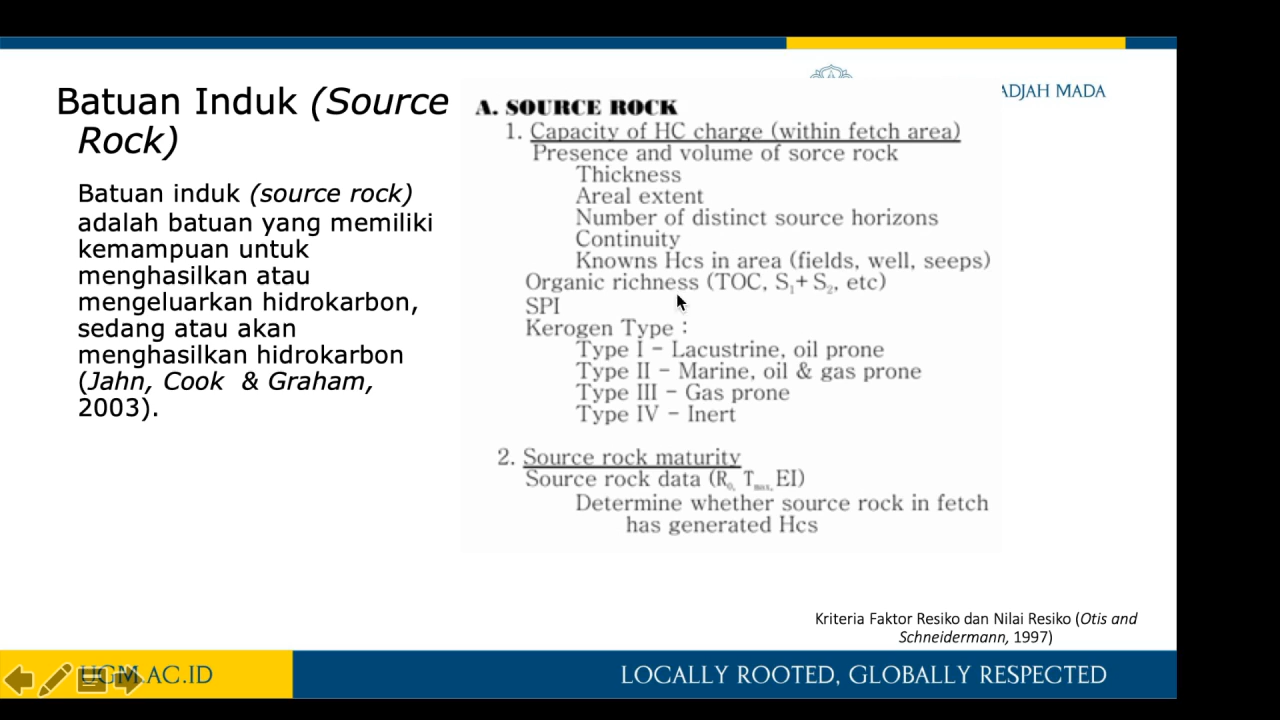 ADJAH MADA
Batuan Induk (Source
Rock)
Batuan induk (source rock)
adalah batuan yang memiliki
kemampuan untuk
menghasilkan atau
mengeluarkan hidrokarbon,
sedang atau akan
menghasilkan hidrokarbon
(Jahn, Cook & Graham,
2003).
A. SOURCE ROCK
1. Capacity of HC charge (within fetch area)
Presence and volume of sorce rock
Thickness
Areal extent
Number of distinct source horizons
Continuity
Knowns Hcs in area (fields, well, seeps)
Organic richness (TOC, S₁+ S₂, etc)
SPI
Kerogen Type :
Type I - Lacustrine, oil prone
Type II - Marine, oil & gas prone
Type III - Gas prone
Type IV - Inert
2. Source rock maturity
Source rock data (R₀, Tmax, EI)
Determine whether source rock in fetch
has generated Hcs
Kriteria Faktor Resiko dan Nilai Resiko (Otis and
Schneidermann, 1997)
UGM.AC.ID
LOCALLY ROOTED, GLOBALLY RESPECTED